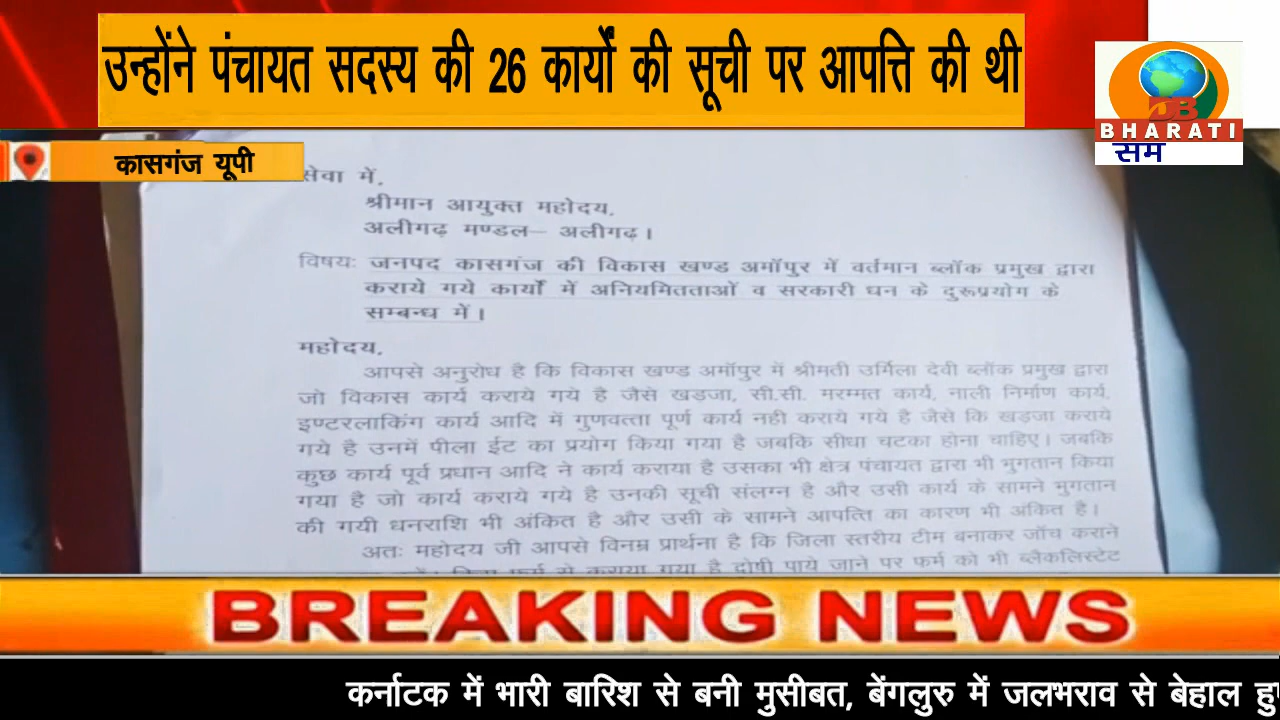 उन्होंने पंचायत सदस्य की 26 कार्यों की सूची पर आपत्ति की थी
BHARATI
सम
कासगंज यूपी
सेवा में,
श्रीमान आयुक्त महोदय,
अलीगढ़ मण्डल– अलीगढ़।
विषयः जनपद कासगंज की विकास खण्ड अमॉपुर में वर्तमान ब्लॉक प्रमुख द्वारा
कराये गये कार्यों में अनियमितताओं व सरकारी धन के दुरूप्रयोग के
सम्बन्ध में।
महोदय,
आपसे अनुरोध है कि विकास खण्ड अमॉपुर में श्रीमती उर्मिला देवी ब्लॉक प्रमुख द्वारा
जो विकास कार्य कराये गये है जैसे खडजा, सी.सी. मरम्मत कार्य, नाली निर्माण कार्य,
इण्टरलाकिंग कार्य आदि में गुणवत्ता पूर्ण कार्य नही कराये गये है जैसे कि खड़जा कराये
गये है उनमें पीला ईट का प्रयोग किया गया है जबकि सीधा चटका होना चाहिए। जबकि
कुछ कार्य पूर्व प्रधान आदि ने कार्य कराया है उसका भी क्षेत्र पंचायत द्वारा भी भुगतान किया
गया है जो कार्य कराये गये है उनकी सूची संलग्न है और उसी कार्य के सामने भुगतान
की गयी धनराशि भी अंकित है और उसी के सामने आपत्ति का कारण भी अंकित है।
अतः महोदय जी आपसे विनम्र प्रार्थना है कि जिला स्तरीय टीम बनाकर जॉच कराने
कराया गया है दोषी पाये जाने पर फर्म को भी ब्लैकलिस्टेट
BREAKING NEWS
कर्नाटक में भारी बारिश से बनी मुसीबत, बेंगलुरु में जलभराव से बेहाल